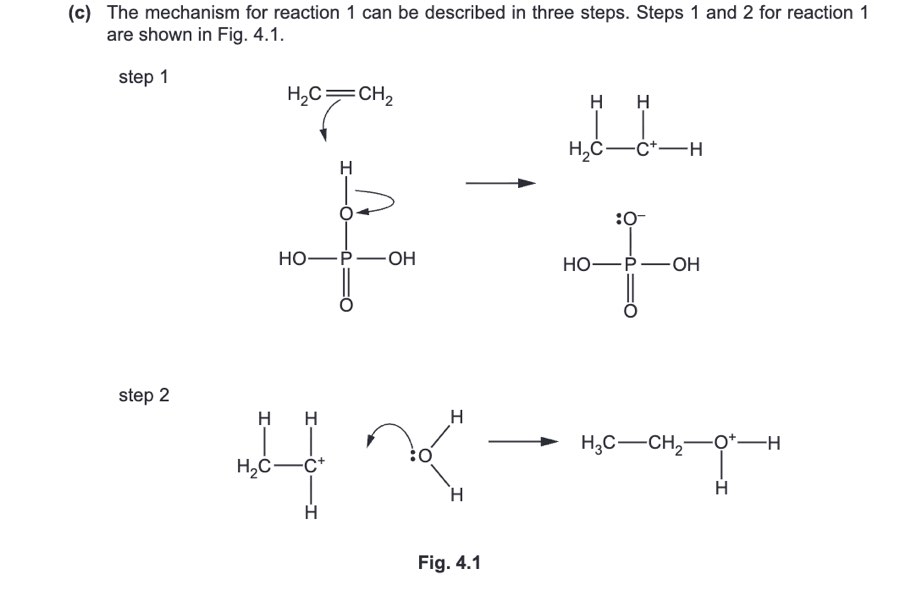 (c) The mechanism for reaction 1 can be described in three steps. Steps 1 and 2 for reaction 1
are shown in Fig. 4.1.
step 1
H₂C=CH₂
H H
H₂C—C⁺—H
H
O
HO—P—OH
O
:O⁻
HO—P—OH
O
step 2
H H
H₂C—C⁺
H
H
:O
H
H₃C—CH₂—O⁺—H
H
Fig. 4.1